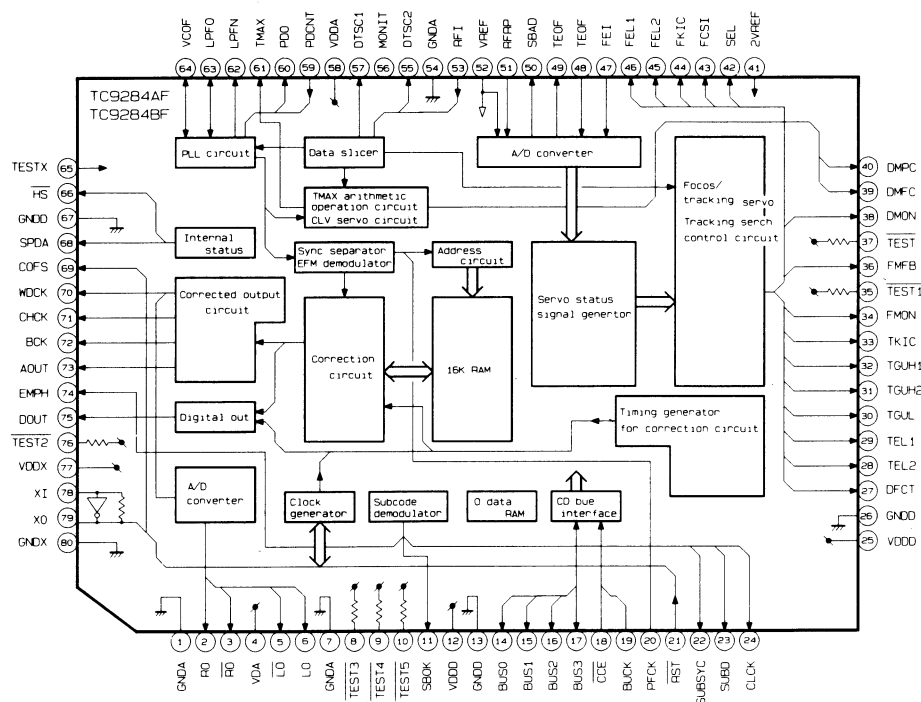 VCOF LPFO LPFN TMAX PDO PDCNT VDDA DTSC1 MONIT DTSC2 GNDA RFI VREF RFRP SBAD TEOF TEOF FEI FEL1 FEL2 FKIC FCSI SEL 2VREF
64 63 62 61 60 59 58 57 56 55 54 53 52 51 50 49 48 47 46 45 44 43 42 41
TC9284AF
TC9284BF
TESTX 65
HS 66
GNDD 67
SPDA 68
COFS 69
WDCK 70
CHCK 71
BCK 72
AOUT 73
EMPH 74
DOUT 75
TEST2 76
VDDX 77
XI 78
XO 79
GNDX 80
PLL circuit
Data slicer
A/D converter
TMAX arithmetic
operation circuit
CLV servo circuit
Focos/
tracking servo
Tracking serch
control circuit
Internal
status
Sync separator
EFM demodulator
Address
circuit
Corrected output
circuit
Correction
circuit
16K RAM
Servo status
signal genertor
Digital out
Timing generator
for correction circuit
A/D
converter
Clock
generator
Subcode
demodulator
O data
RAM
CD bus
interface
40 DMPC
39 DMFC
38 DMON
37 TEST
36 FMFB
35 TEST1
34 FMON
33 TKIC
32 TGUH1
31 TGUH2
30 TGUL
29 TEL1
28 TEL2
27 DFCT
26 GNDD
25 VDDD
1 2 3 4 5 6 7 8 9 10 11 12 13 14 15 16 17 18 19 20 21 22 23 24
GNDA RO RO VDA LO LO GNDA TEST3 TEST4 TEST5 SBOK VDDD GNDD BUS0 BUS1 BUS2 BUS3 CCE BUCK PFCK RST SUBSYC SUBD CLCK